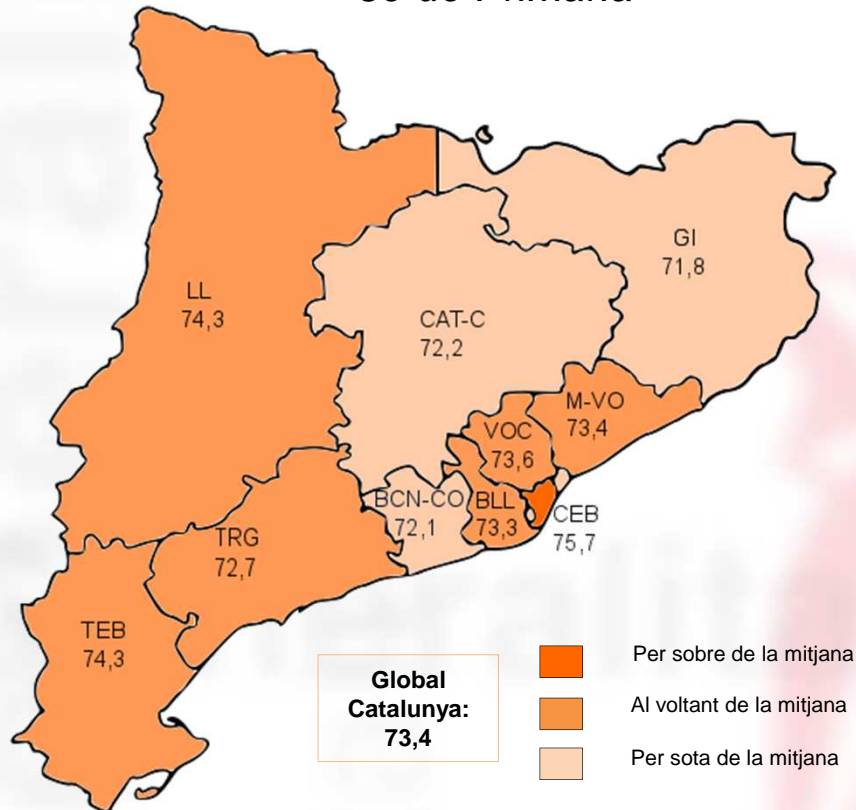 LL
74,3
GI
71,8
CAT-C
72,2
M-VO
73,4
VOC
73,6
BCN-CO
72,1
BLL
73,3
CEB
75,7
TRG
72,7
TEB
74,3
Global
Catalunya:
73,4
Per sobre de la mitjana
Al voltant de la mitjana
Per sota de la mitjana